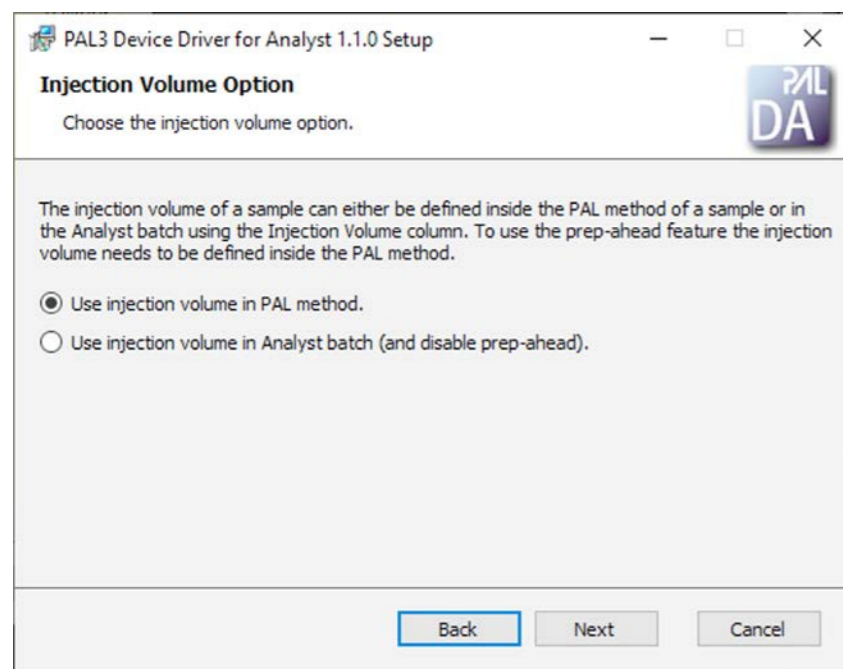 PAL3 Device Driver for Analyst 1.1.0 Setup
Injection Volume Option
Choose the injection volume option.
PAL
DA
The injection volume of a sample can either be defined inside the PAL method of a sample or in
the Analyst batch using the Injection Volume column. To use the prep-ahead feature the injection
volume needs to be defined inside the PAL method.
Use injection volume in PAL method.
Use injection volume in Analyst batch (and disable prep-ahead).
Back
Next
Cancel